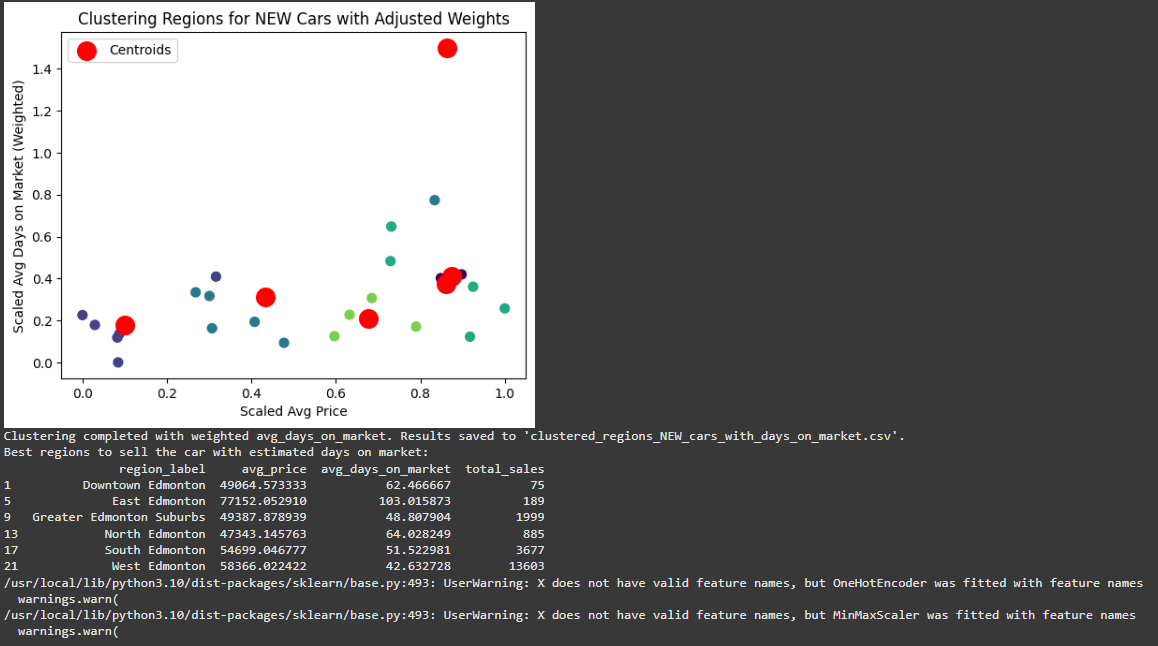 Clustering Regions for NEW Cars with Adjusted Weights
Centroids
Scaled Avg Days on Market (Weighted)
1.4
1.2
1.0
0.8
0.6
0.4
0.2
0.0
0.0 0.2 0.4 0.6 0.8 1.0
Scaled Avg Price
Clustering completed with weighted avg_days_on_market. Results saved to 'clustered_regions_NEW_cars_with_days_on_market.csv'.
Best regions to sell the car with estimated days on market:
region_label avg_price avg_days_on_market total_sales
1 Downtown Edmonton 49064.573333 62.466667 75
5 East Edmonton 77152.052910 103.015873 189
9 Greater Edmonton Suburbs 49387.878939 48.807904 1999
13 North Edmonton 47343.145763 64.028249 885
17 South Edmonton 54699.046777 51.522981 3677
21 West Edmonton 58366.022422 42.632728 13603
/usr/local/lib/python3.10/dist-packages/sklearn/base.py:493: UserWarning: X does not have valid feature names, but OneHotEncoder was fitted with feature names
warnings.warn(
/usr/local/lib/python3.10/dist-packages/sklearn/base.py:493: UserWarning: X does not have valid feature names, but MinMaxScaler was fitted with feature names
warnings.warn(